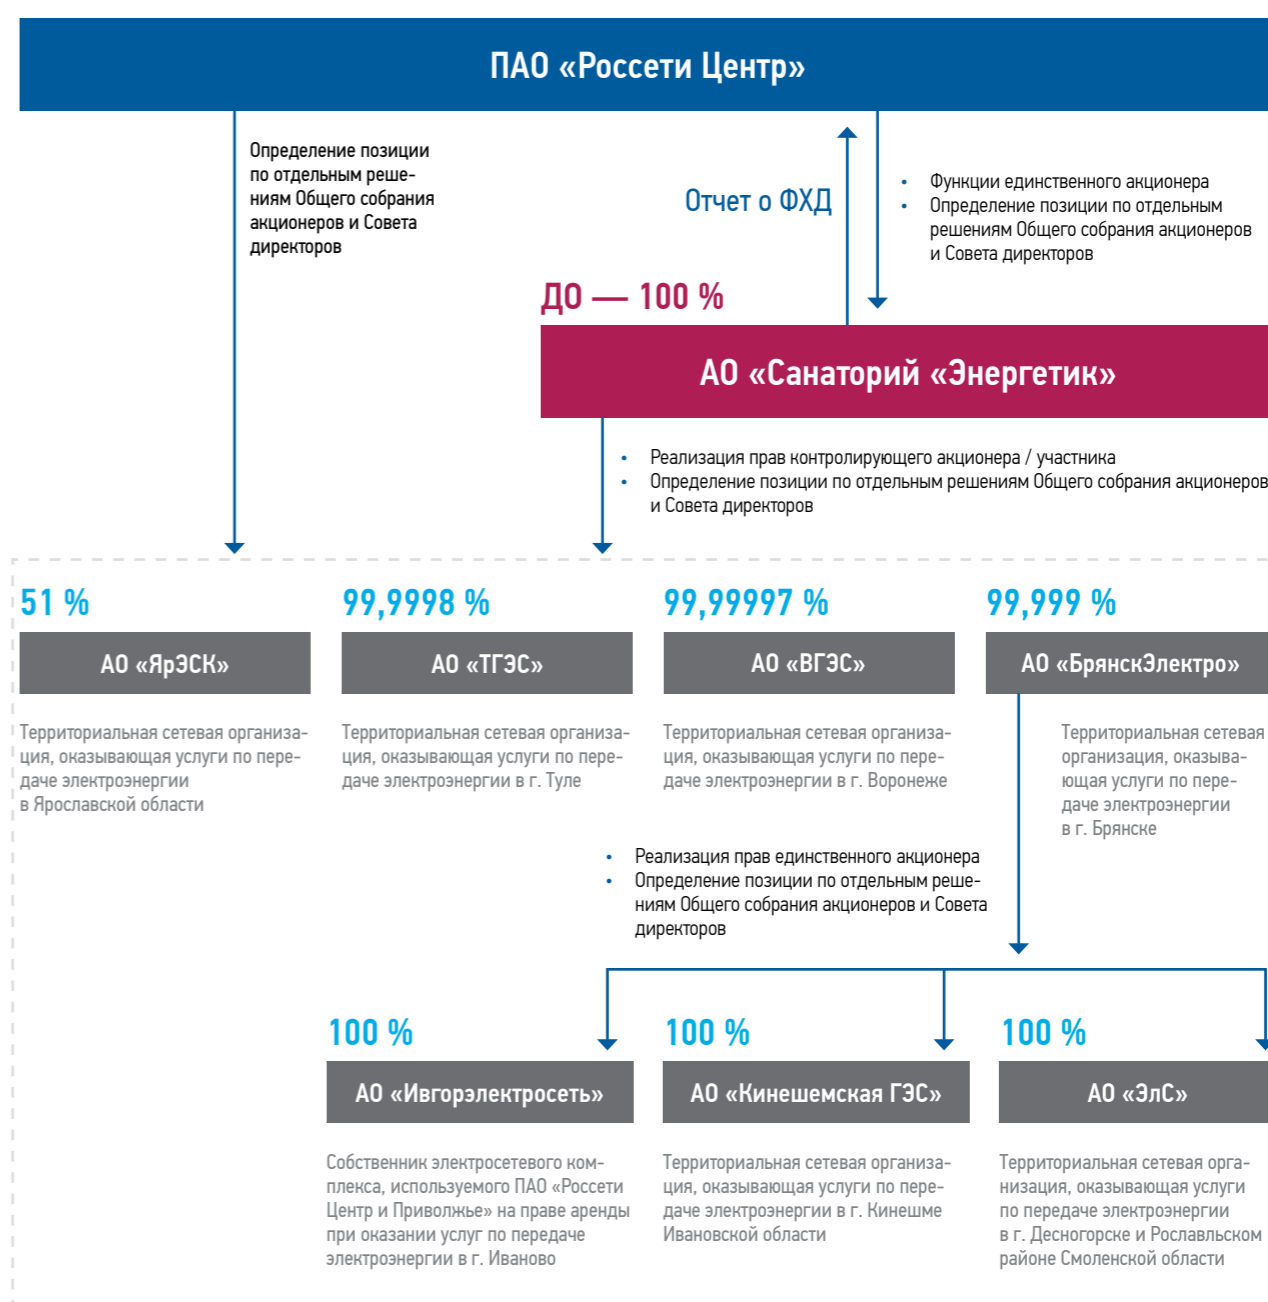 ПАО «Россети Центр»
Определение позиции
по отдельным реше-
ниям Общего собрания
акционеров и Совета
директоров
Отчет о ФХД
• Функции единственного акционера
• Определение позиции по отдельным
решениям Общего собрания акционеров
и Совета директоров
ДО — 100 %
АО «Санаторий «Энергетик»
• Реализация прав контролирующего акционера / участника
• Определение позиции по отдельным решениям Общего собрания акционеров
и Совета директоров
51 %
АО «ЯрЭСК»
Территориальная сетевая организа-
ция, оказывающая услуги по пере-
даче электроэнергии
в Ярославской области
99,9998 %
АО «ТГЭС»
Территориальная сетевая организа-
ция, оказывающая услуги по пере-
даче электроэнергии в г. Туле
99,99997 %
АО «ВГЭС»
Территориальная сетевая организа-
ция, оказывающая услуги по пере-
даче электроэнергии в г. Воронеже
99,999 %
АО «БрянскЭлектро»
Территориальная сетевая
организация, оказыва-
ющая услуги по пере-
даче электроэнергии
в г. Брянске
• Реализация прав единственного акционера
• Определение позиции по отдельным реше-
ниям Общего собрания акционеров и Совета
директоров
100 %
АО «Ивгорэлектросеть»
Собственник электросетевого ком-
плекса, используемого ПАО «Россети
Центр и Приволжье» на праве аренды
при оказании услуг по передаче
электроэнергии в г. Иваново
100 %
АО «Кинешемская ГЭС»
Территориальная сетевая организа-
ция, оказывающая услуги по пере-
даче электроэнергии в г. Кинешме
Ивановской области
100 %
АО «ЭлС»
Территориальная сетевая орга-
низация, оказывающая услуги
по передаче электроэнергии
в г. Десногорске и Рославльском
районе Смоленской области